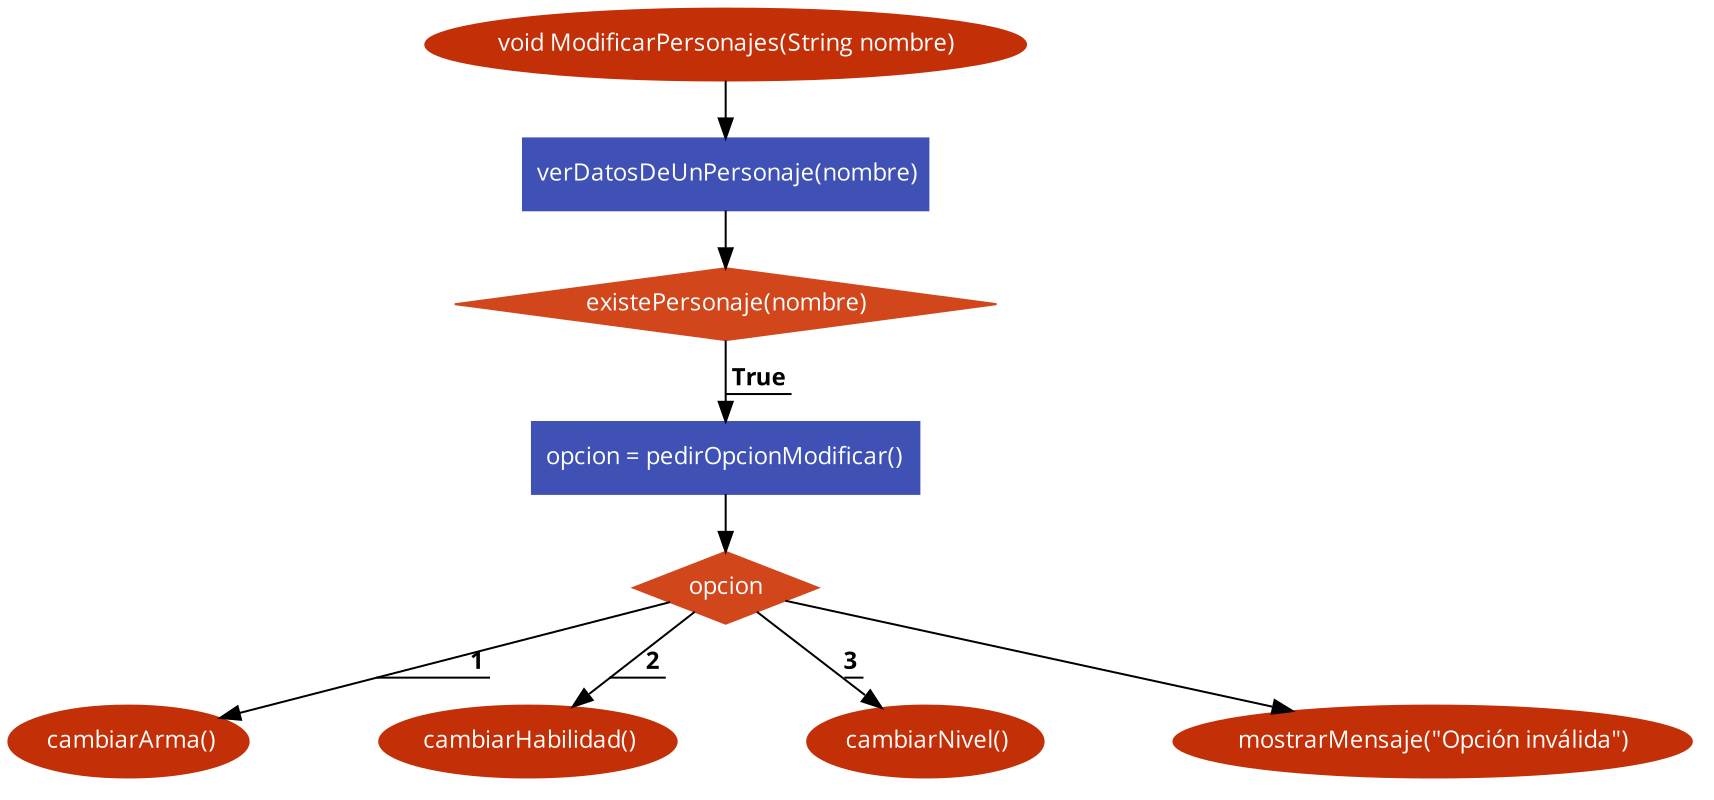 void ModificarPersonajes(String nombre)
verDatosDeUnPersonaje(nombre)
existePersonaje(nombre)
True
opcion = pedirOpcionModificar()
opcion
1
2
3
cambiarArma()
cambiarHabilidad()
cambiarNivel()
mostrarMensaje("Opción inválida")